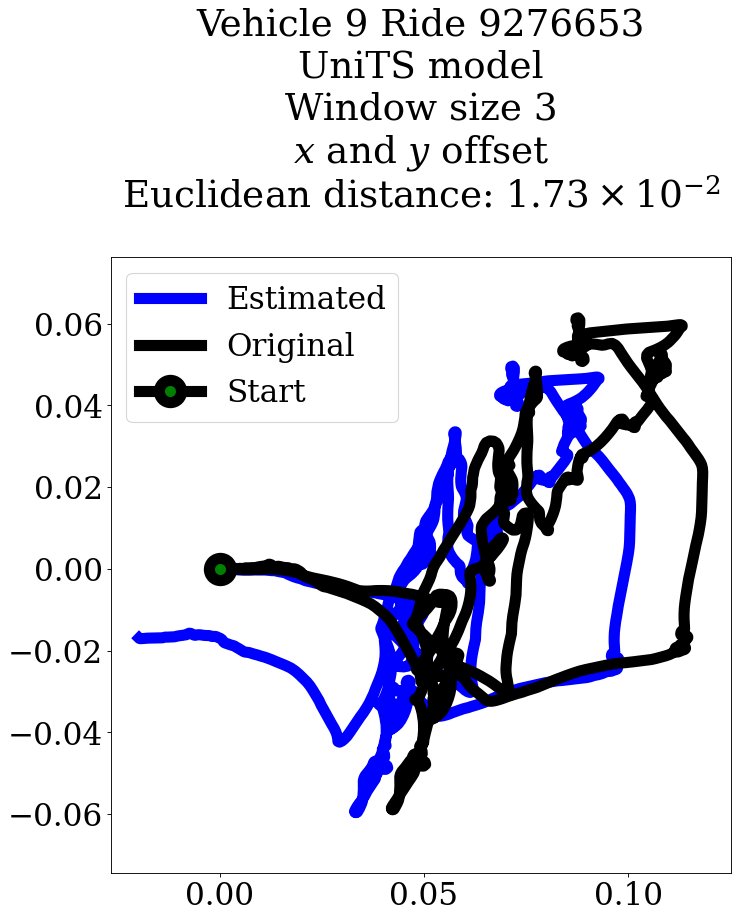 Vehicle 9 Ride 9276653
UniTS model
Window size 3
x and y offset
Euclidean distance: 1.73 × 10⁻²
Estimated
Original
Start
0.06
0.04
0.02
0.00
−0.02
−0.04
−0.06
0.00 0.05 0.10